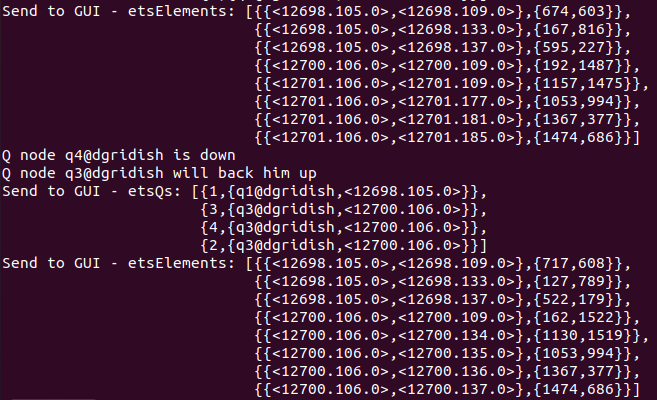 Send to GUI - etsElements: [{{<12698.105.0>,<12698.109.0>},{674,603}},
{{<12698.105.0>,<12698.133.0>},{167,816}},
{{<12698.105.0>,<12698.137.0>},{595,227}},
{{<12700.106.0>,<12700.109.0>},{192,1487}},
{{<12701.106.0>,<12701.109.0>},{1157,1475}},
{{<12701.106.0>,<12701.177.0>},{1053,994}},
{{<12701.106.0>,<12701.181.0>},{1367,377}},
{{<12701.106.0>,<12701.185.0>},{1474,686}}]
Q node q4@dgridish is down
Q node q3@dgridish will back him up
Send to GUI - etsQs: [{1,{q1@dgridish,<12698.105.0>}},
{3,{q3@dgridish,<12700.106.0>}},
{4,{q3@dgridish,<12700.106.0>}},
{2,{q3@dgridish,<12700.106.0>}}]
Send to GUI - etsElements: [{{<12698.105.0>,<12698.109.0>},{717,608}},
{{<12698.105.0>,<12698.133.0>},{127,789}},
{{<12698.105.0>,<12698.137.0>},{522,179}},
{{<12700.106.0>,<12700.109.0>},{162,1522}},
{{<12700.106.0>,<12700.134.0>},{1130,1519}},
{{<12700.106.0>,<12700.135.0>},{1053,994}},
{{<12700.106.0>,<12700.136.0>},{1367,377}},
{{<12700.106.0>,<12700.137.0>},{1474,686}}]